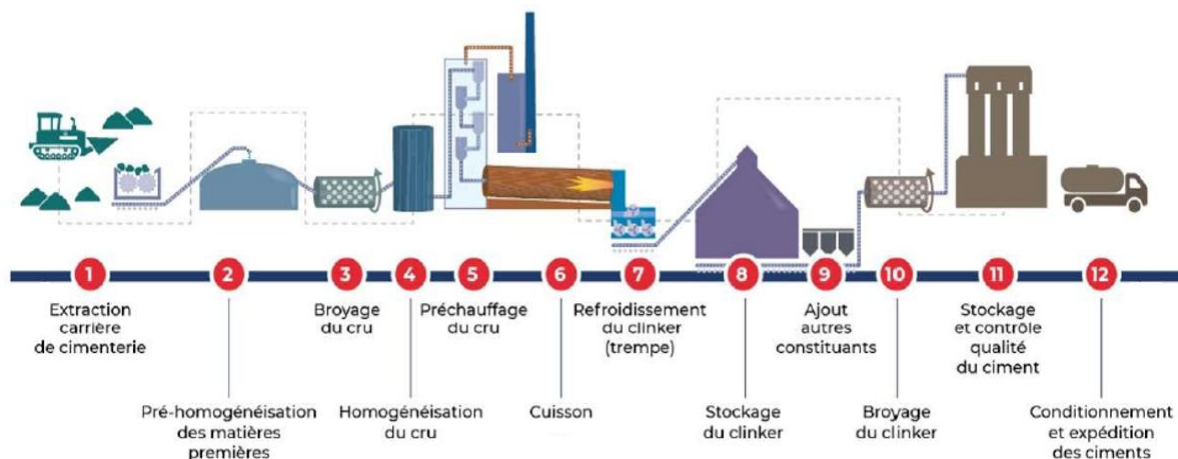 1
Extraction
carrière
de cimenterie
2
Pré-homogénéisation
des matières
premières
3
Broyage
du cru
4
Homogénéisation
du cru
5
Préchauffage
du cru
6
Cuisson
7
Refroidissement
du clinker
(trempe)
8
Stockage
du clinker
9
Ajout
autres
constituants
10
Broyage
du clinker
11
Stockage
et contrôle
qualité
du ciment
12
Conditionnement
et expédition
des ciments